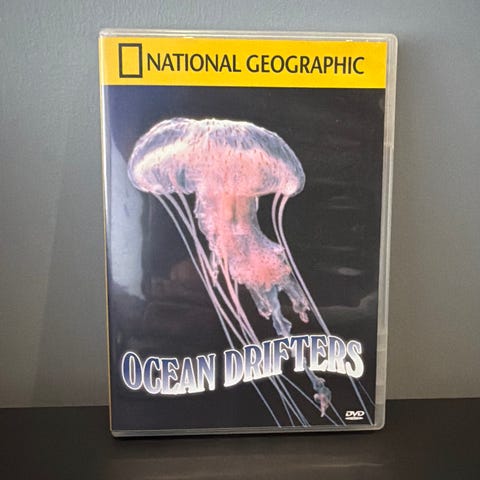 NATIONAL GEOGRAPHIC
OCEAN DRIFTERS
DVD